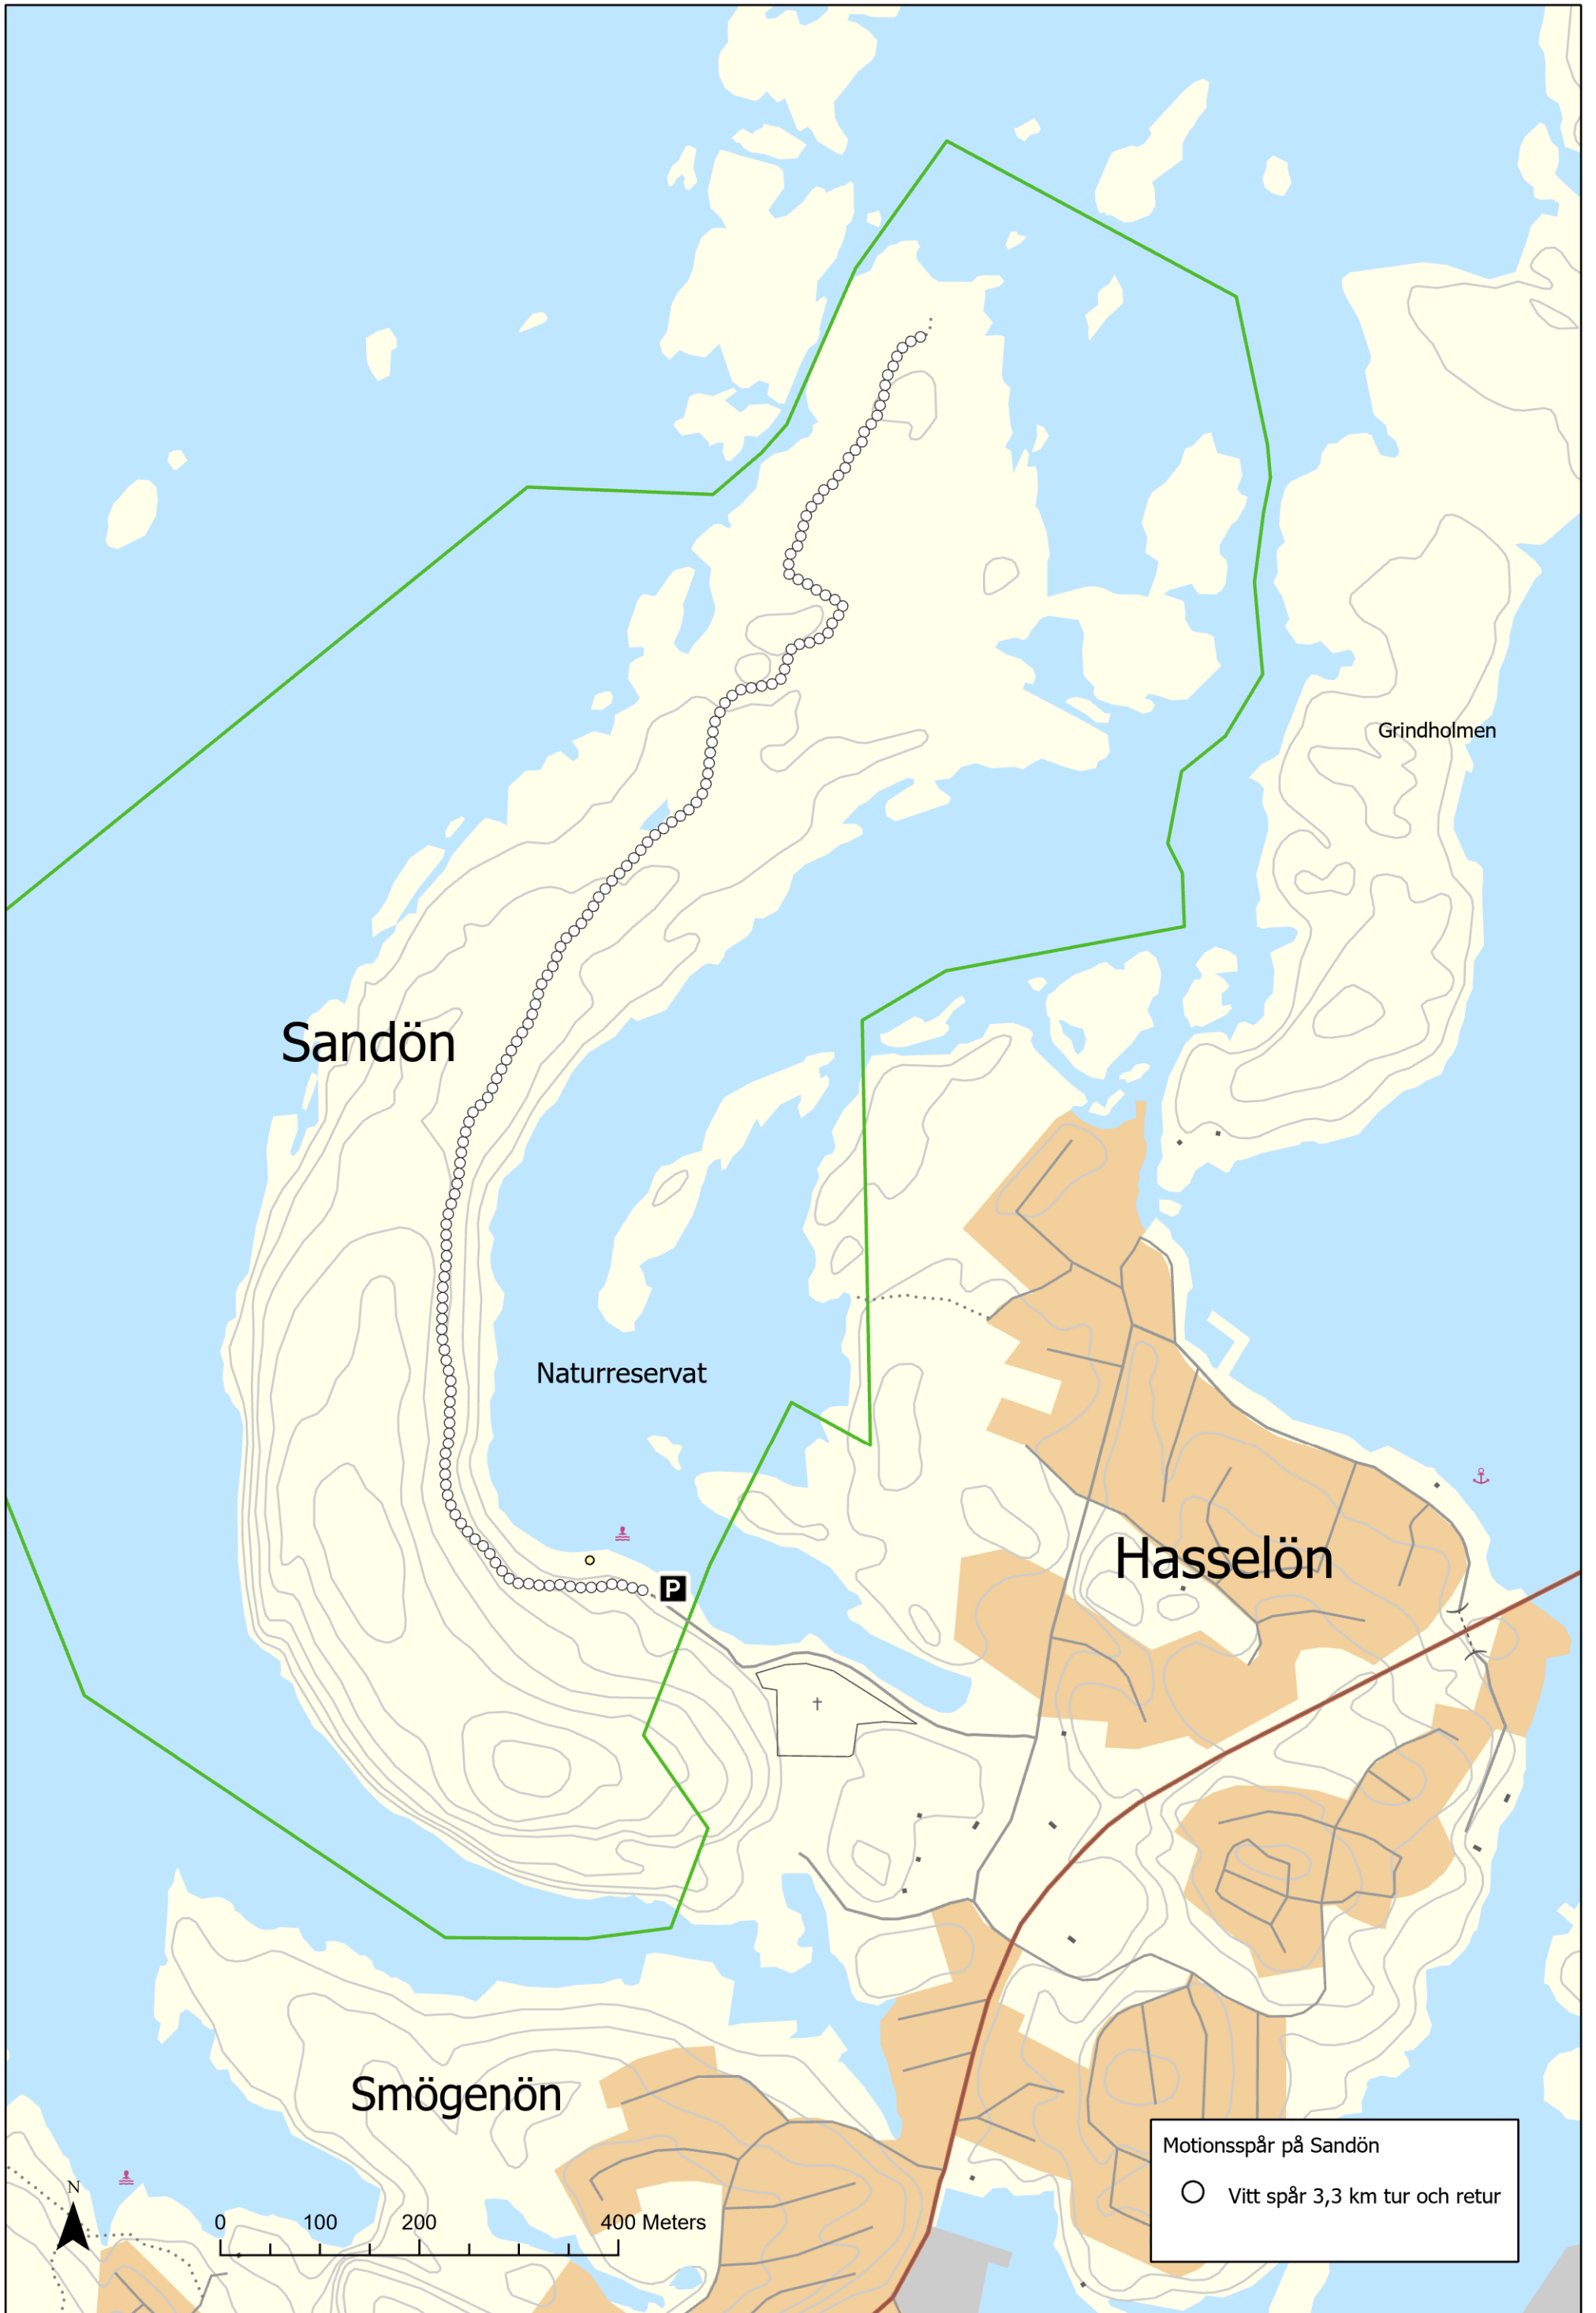 Grindholmen
Sandön
Naturreservat
Hasselön
P
Smögenön
Motionsspår på Sandön
Vitt spår 3,3 km tur och retur
N
0 100 200 400 Meters